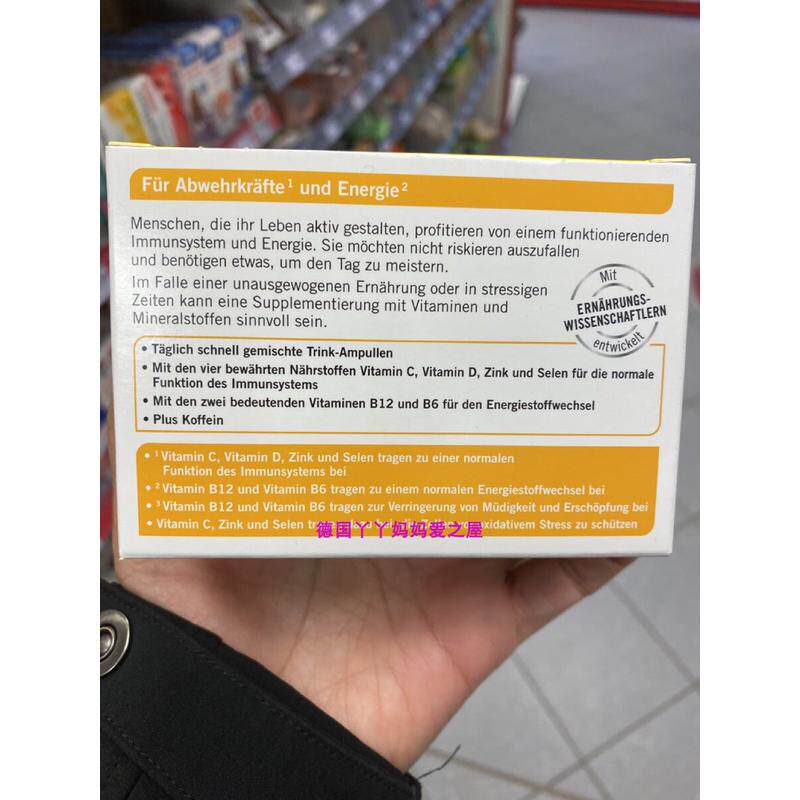 Für Abwehrkräfte¹ und Energie²
Menschen, die ihr Leben aktiv gestalten, profitieren von einem funktionierenden
Immunsystem und Energie. Sie möchten nicht riskieren auszufallen
und benötigen etwas, um den Tag zu meistern.
Im Falle einer unausgewogenen Ernährung oder in stressigen
Zeiten kann eine Supplementierung mit Vitaminen und
Mineralstoffen sinnvoll sein.
Mit
ERNÄHRUNGS-
WISSENSCHAFTLERN
entwickelt
• Täglich schnell gemischte Trink-Ampullen
• Mit den vier bewährten Nährstoffen Vitamin C, Vitamin D, Zink und Selen für die normale
Funktion des Immunsystems
• Mit den zwei bedeutenden Vitaminen B12 und B6 für den Energiestoffwechsel
• Plus Koffein
• ¹ Vitamin C, Vitamin D, Zink und Selen tragen zu einer normalen
Funktion des Immunsystems bei
• ² Vitamin B12 und Vitamin B6 tragen zu einem normalen Energiestoffwechsel bei
• ³ Vitamin B12 und Vitamin B6 tragen zur Verringerung von Müdigkeit und Erschöpfung bei
• Vitamin C, Zink und Selen oxidativem Stress zu schützen
德国丫丫妈妈爱之屋